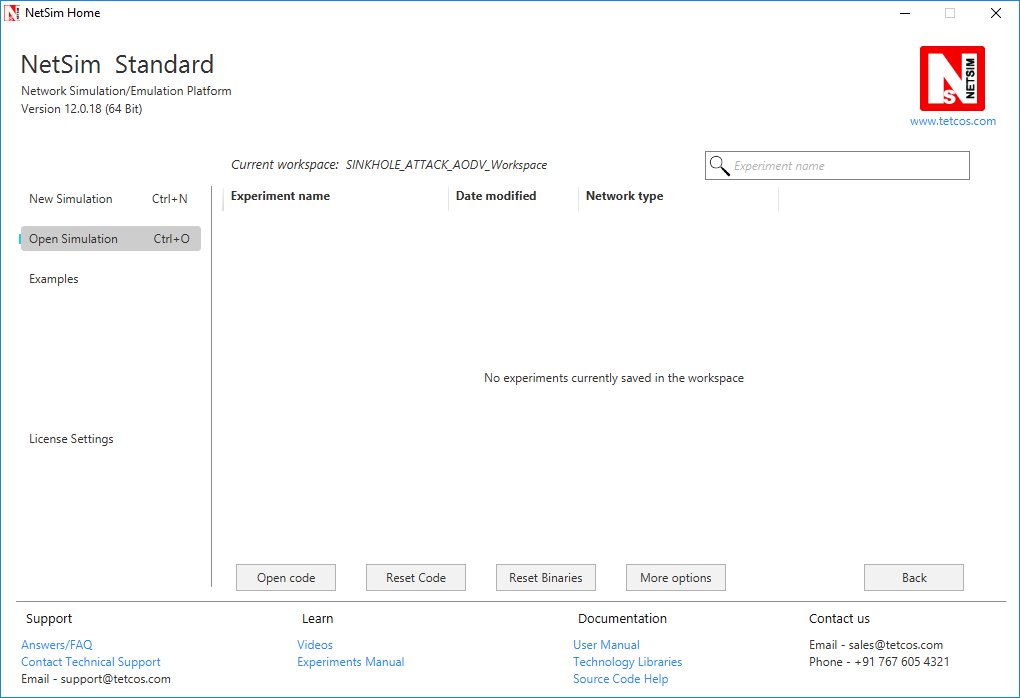 NetSim Home
NetSim Standard
Network Simulation/Emulation Platform
Version 12.0.18 (64 Bit)
NS NETSIM
www.tetcos.com
Current workspace: SINKHOLE_ATTACK_AODV_Workspace
Experiment name
New Simulation Ctrl+N
Open Simulation Ctrl+O
Examples
License Settings
Experiment name Date modified Network type
No experiments currently saved in the workspace
Open code Reset Code Reset Binaries More options Back
Support
Answers/FAQ
Contact Technical Support
Email - support@tetcos.com
Learn
Videos
Experiments Manual
Documentation
User Manual
Technology Libraries
Source Code Help
Contact us
Email - sales@tetcos.com
Phone - +91 767 605 4321